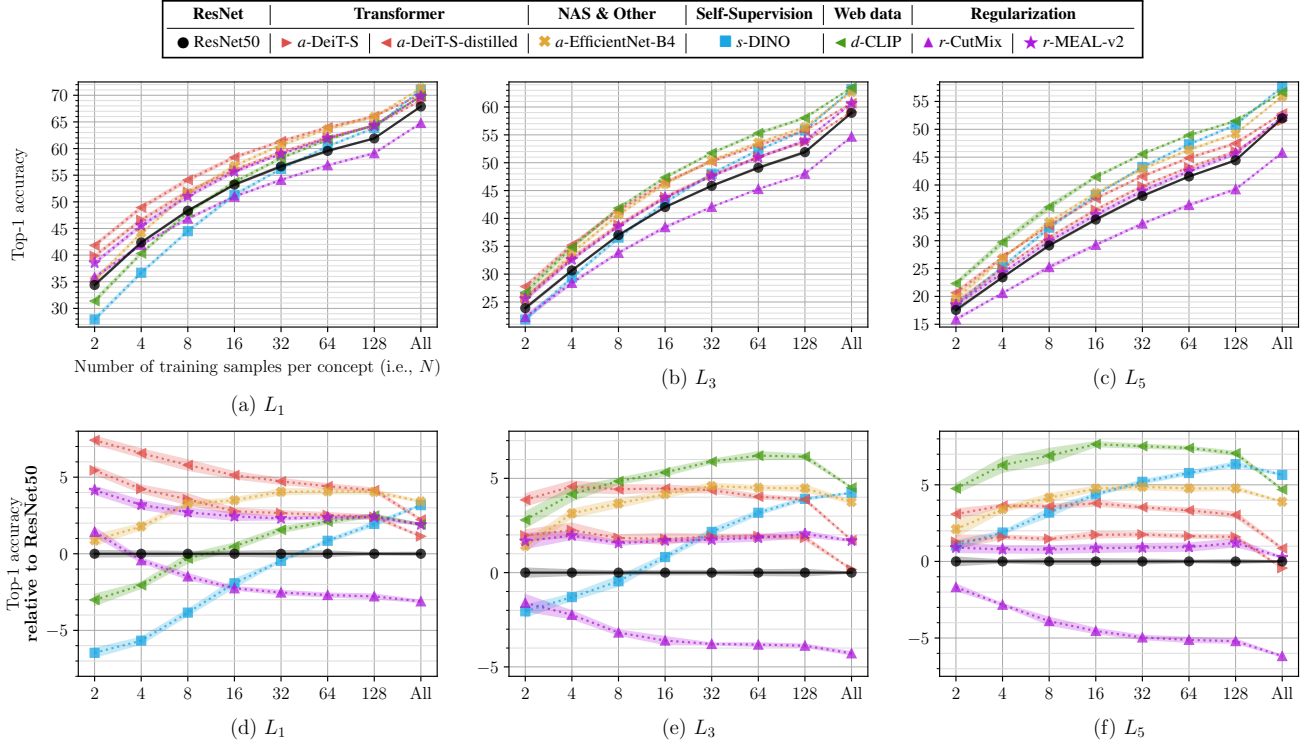 ResNet Transformer NAS & Other Self-Supervision Web data Regularization
ResNet50 a-DeiT-S a-DeiT-S-distilled a-EfficientNet-B4 s-DINO d-CLIP r-CutMix r-MEAL-v2
Top-1 accuracy
70
65
60
55
50
45
40
35
30
2 4 8 16 32 64 128 All
Number of training samples per concept (i.e., N)
(a) L1
60
55
50
45
40
35
30
25
2 4 8 16 32 64 128 All
(b) L3
55
50
45
40
35
30
25
20
15
2 4 8 16 32 64 128 All
(c) L5
Top-1 accuracy
relative to ResNet50
5
0
−5
2 4 8 16 32 64 128 All
(d) L1
5
0
−5
2 4 8 16 32 64 128 All
(e) L3
5
0
−5
2 4 8 16 32 64 128 All
(f) L5